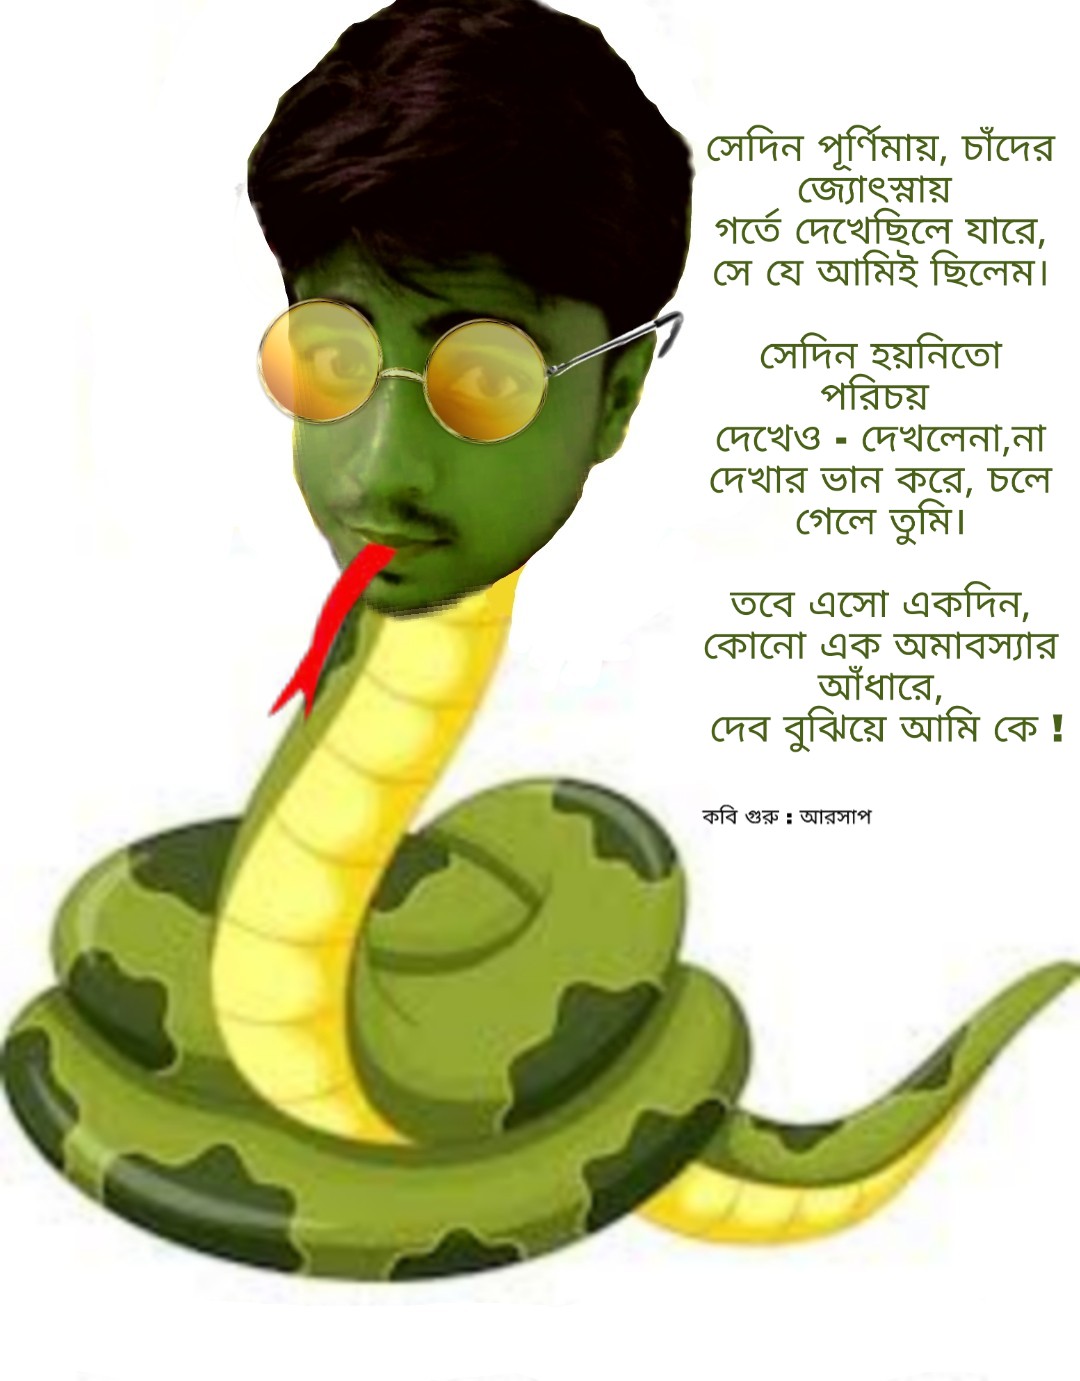 সেদিন পূর্ণিমায়, চাঁদের
জ্যোৎস্নায়
গর্তে দেখেছিলে যারে,
সে যে আমিই ছিলেম।
সেদিন হয়নিতো
পরিচয়
দেখেও - দেখলেনা,না
দেখার ভান করে, চলে
গেলে তুমি।
তবে এসো একদিন,
কোনো এক অমাবস্যার
আঁধারে,
দেব বুঝিয়ে আমি কে !
কবি গুরু : আরসাপ